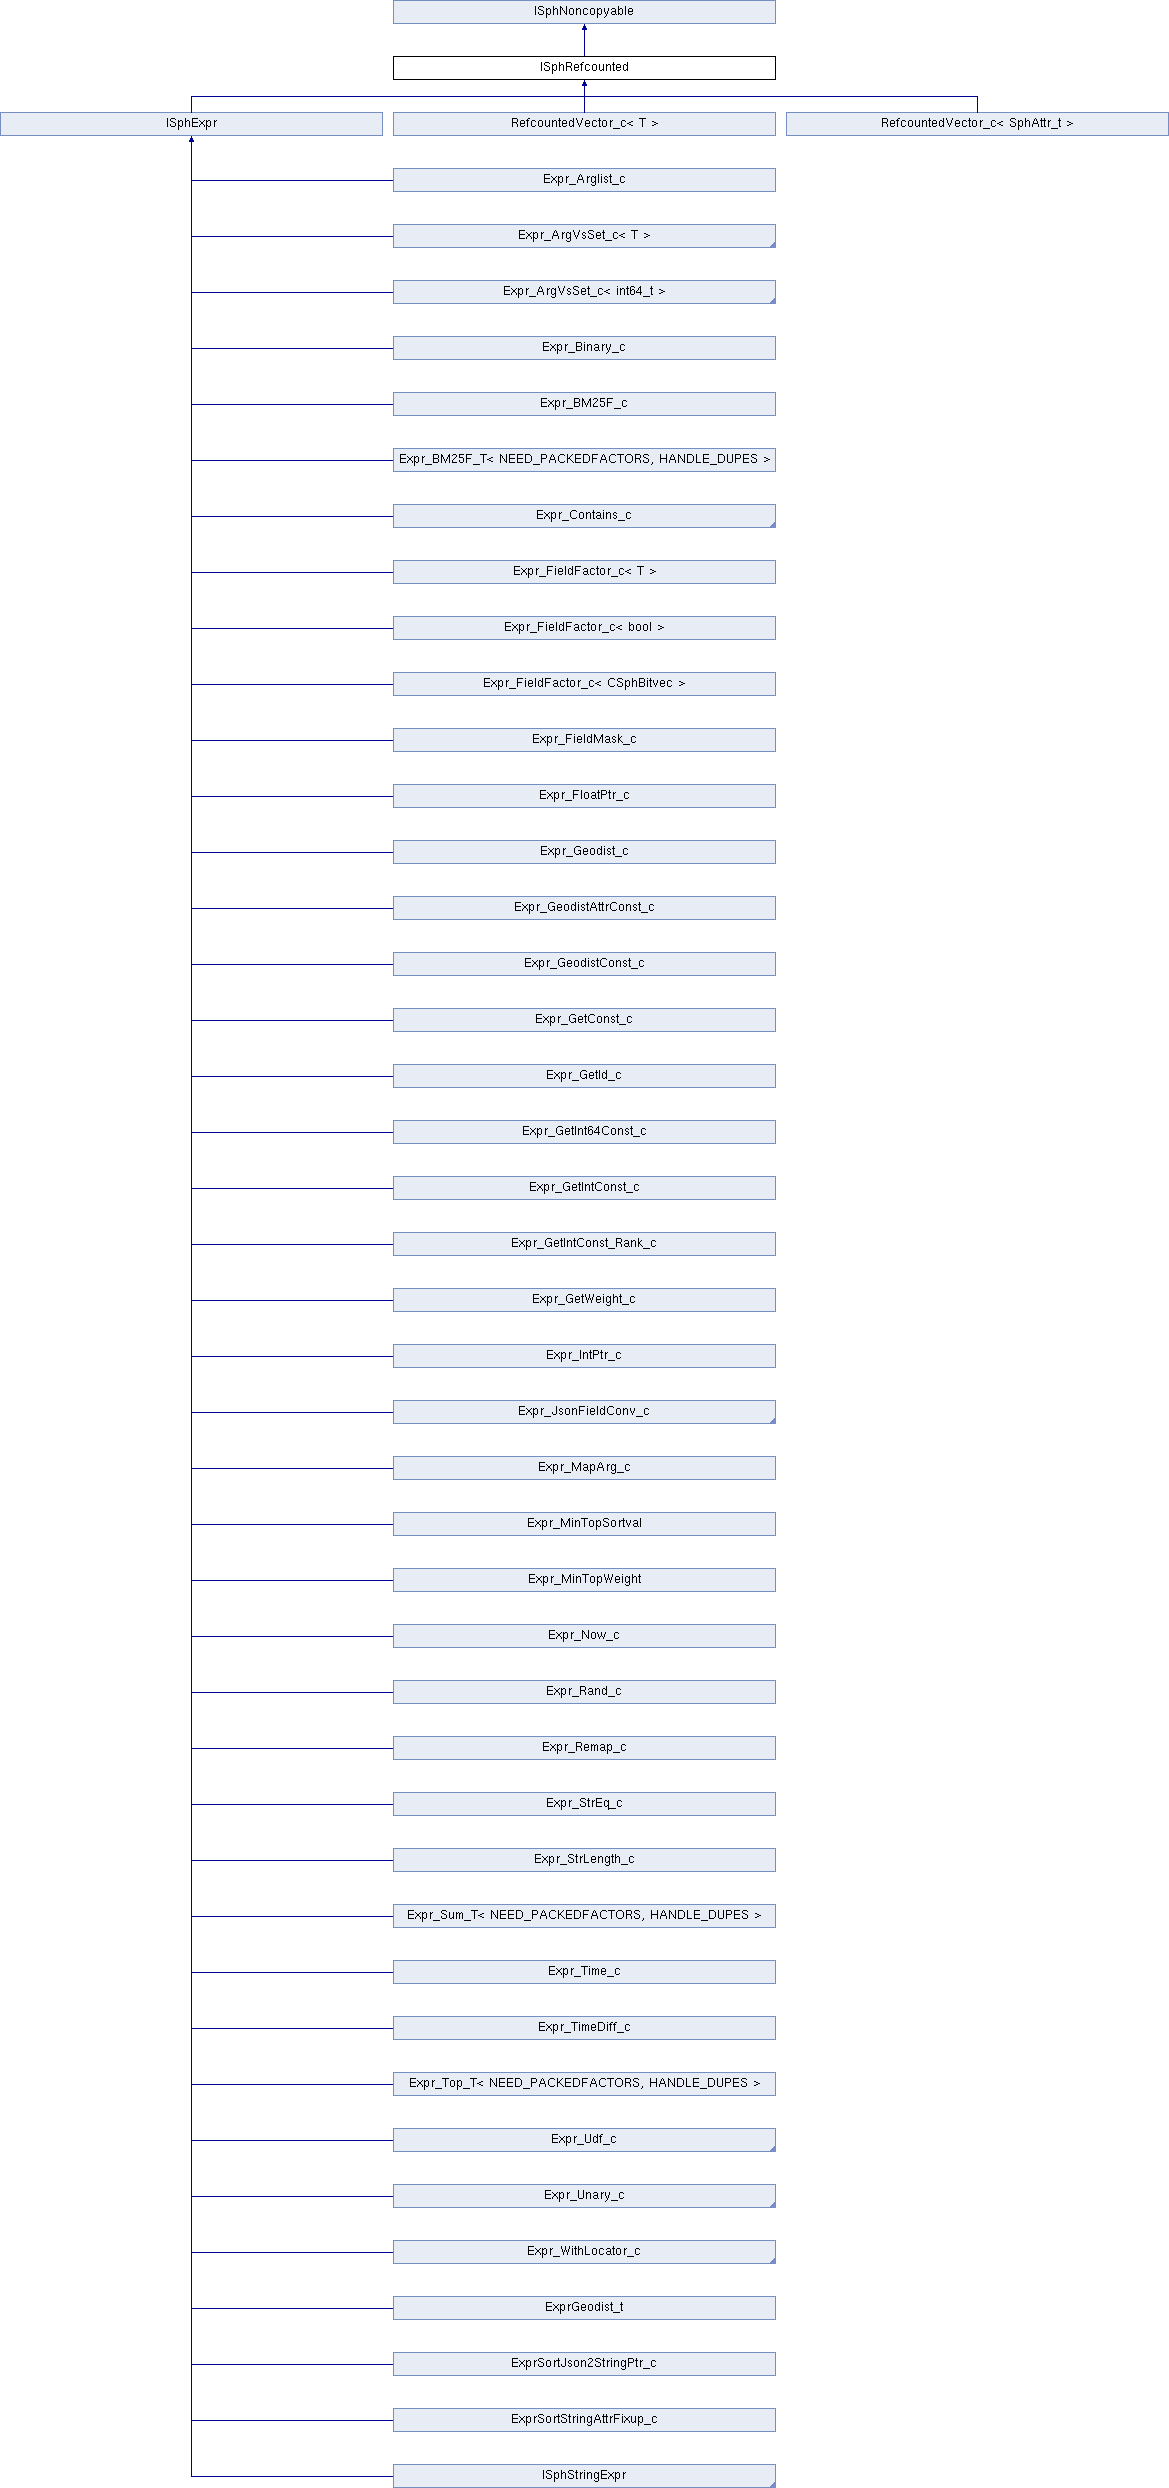 ISphNoncopyable
ISphRefcounted
ISphExpr
RefcountedVector_c< T >
RefcountedVector_c< SphAttr_t >
Expr_Arglist_c
Expr_ArgVsSet_c< T >
Expr_ArgVsSet_c< int64_t >
Expr_Binary_c
Expr_BM25F_c
Expr_BM25F_T< NEED_PACKEDFACTORS, HANDLE_DUPES >
Expr_Contains_c
Expr_FieldFactor_c< T >
Expr_FieldFactor_c< bool >
Expr_FieldFactor_c< CSphBitvec >
Expr_FieldMask_c
Expr_FloatPtr_c
Expr_Geodist_c
Expr_GeodistAttrConst_c
Expr_GeodistConst_c
Expr_GetConst_c
Expr_GetId_c
Expr_GetInt64Const_c
Expr_GetIntConst_c
Expr_GetIntConst_Rank_c
Expr_GetWeight_c
Expr_IntPtr_c
Expr_JsonFieldConv_c
Expr_MapArg_c
Expr_MinTopSortval
Expr_MinTopWeight
Expr_Now_c
Expr_Rand_c
Expr_Remap_c
Expr_StrEq_c
Expr_StrLength_c
Expr_Sum_T< NEED_PACKEDFACTORS, HANDLE_DUPES >
Expr_Time_c
Expr_TimeDiff_c
Expr_Top_T< NEED_PACKEDFACTORS, HANDLE_DUPES >
Expr_Udf_c
Expr_Unary_c
Expr_WithLocator_c
ExprGeodist_t
ExprSortJson2StringPtr_c
ExprSortStringAttrFixup_c
ISphStringExpr